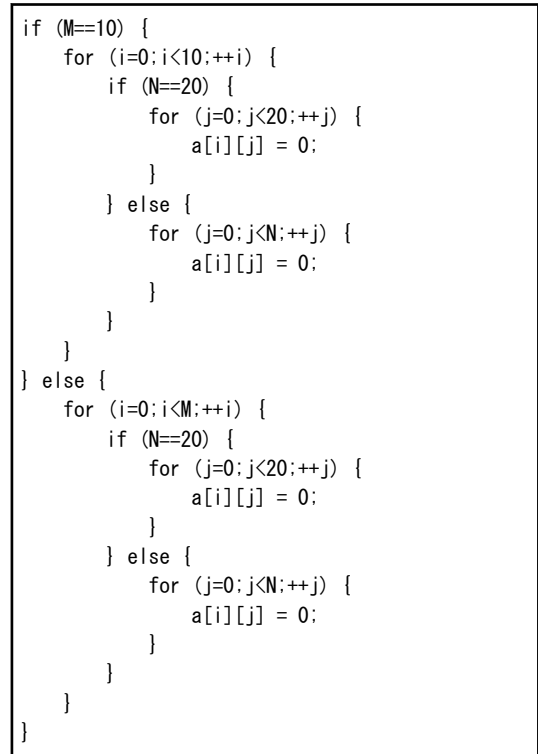 if (M==10) {
    for (i=0;i<10;++i) {
        if (N==20) {
            for (j=0;j<20;++j) {
                a[i][j] = 0;
            }
        } else {
            for (j=0;j<N;++j) {
                a[i][j] = 0;
            }
        }
    }
} else {
    for (i=0;i<M;++i) {
        if (N==20) {
            for (j=0;j<20;++j) {
                a[i][j] = 0;
            }
        } else {
            for (j=0;j<N;++j) {
                a[i][j] = 0;
            }
        }
    }
}